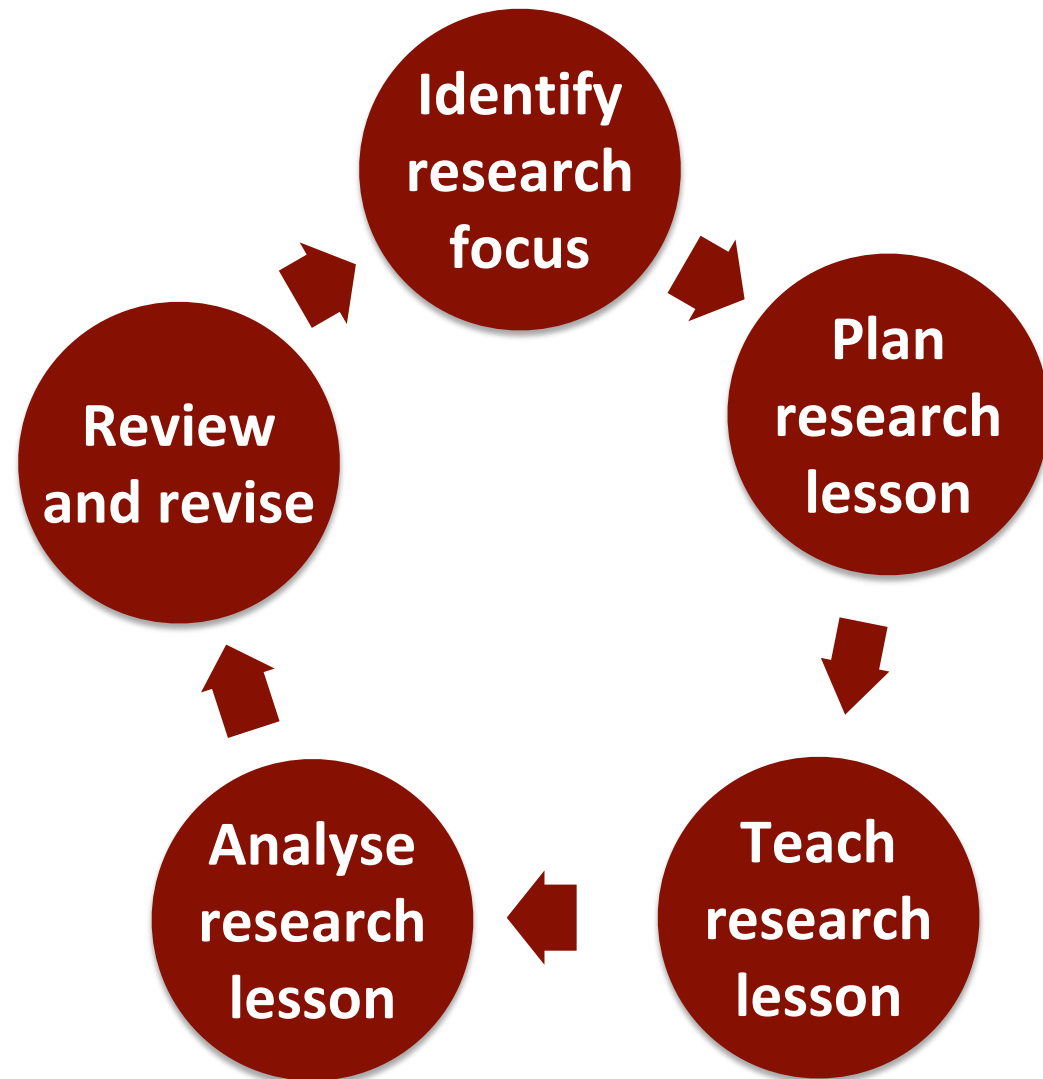 Identify
research
focus
Plan
research
lesson
Teach
research
lesson
Analyse
research
lesson
Review
and revise